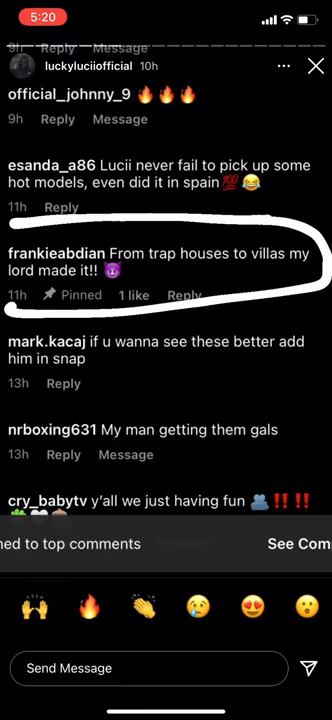 5:20
9h Reply Message
luckyluciiofficial 10h
official_johnny_9 🔥🔥🔥
9h Reply Message
esanda_a86 Lucii never fail to pick up some
hot models, even did it in spain💯😂
11h Reply
frankieabdian From trap houses to villas my
lord made it!! 😈
11h Pinned 1 like Reply
mark.kacaj if u wanna see these better add
him in snap
13h Reply
nrboxing631 My man getting them gals
13h Reply Message
cry_babytv y'all we just having fun 🫂‼️‼️
ned to top comments See Com
🙌 🔥 👏 😢 😍 😮
Send Message